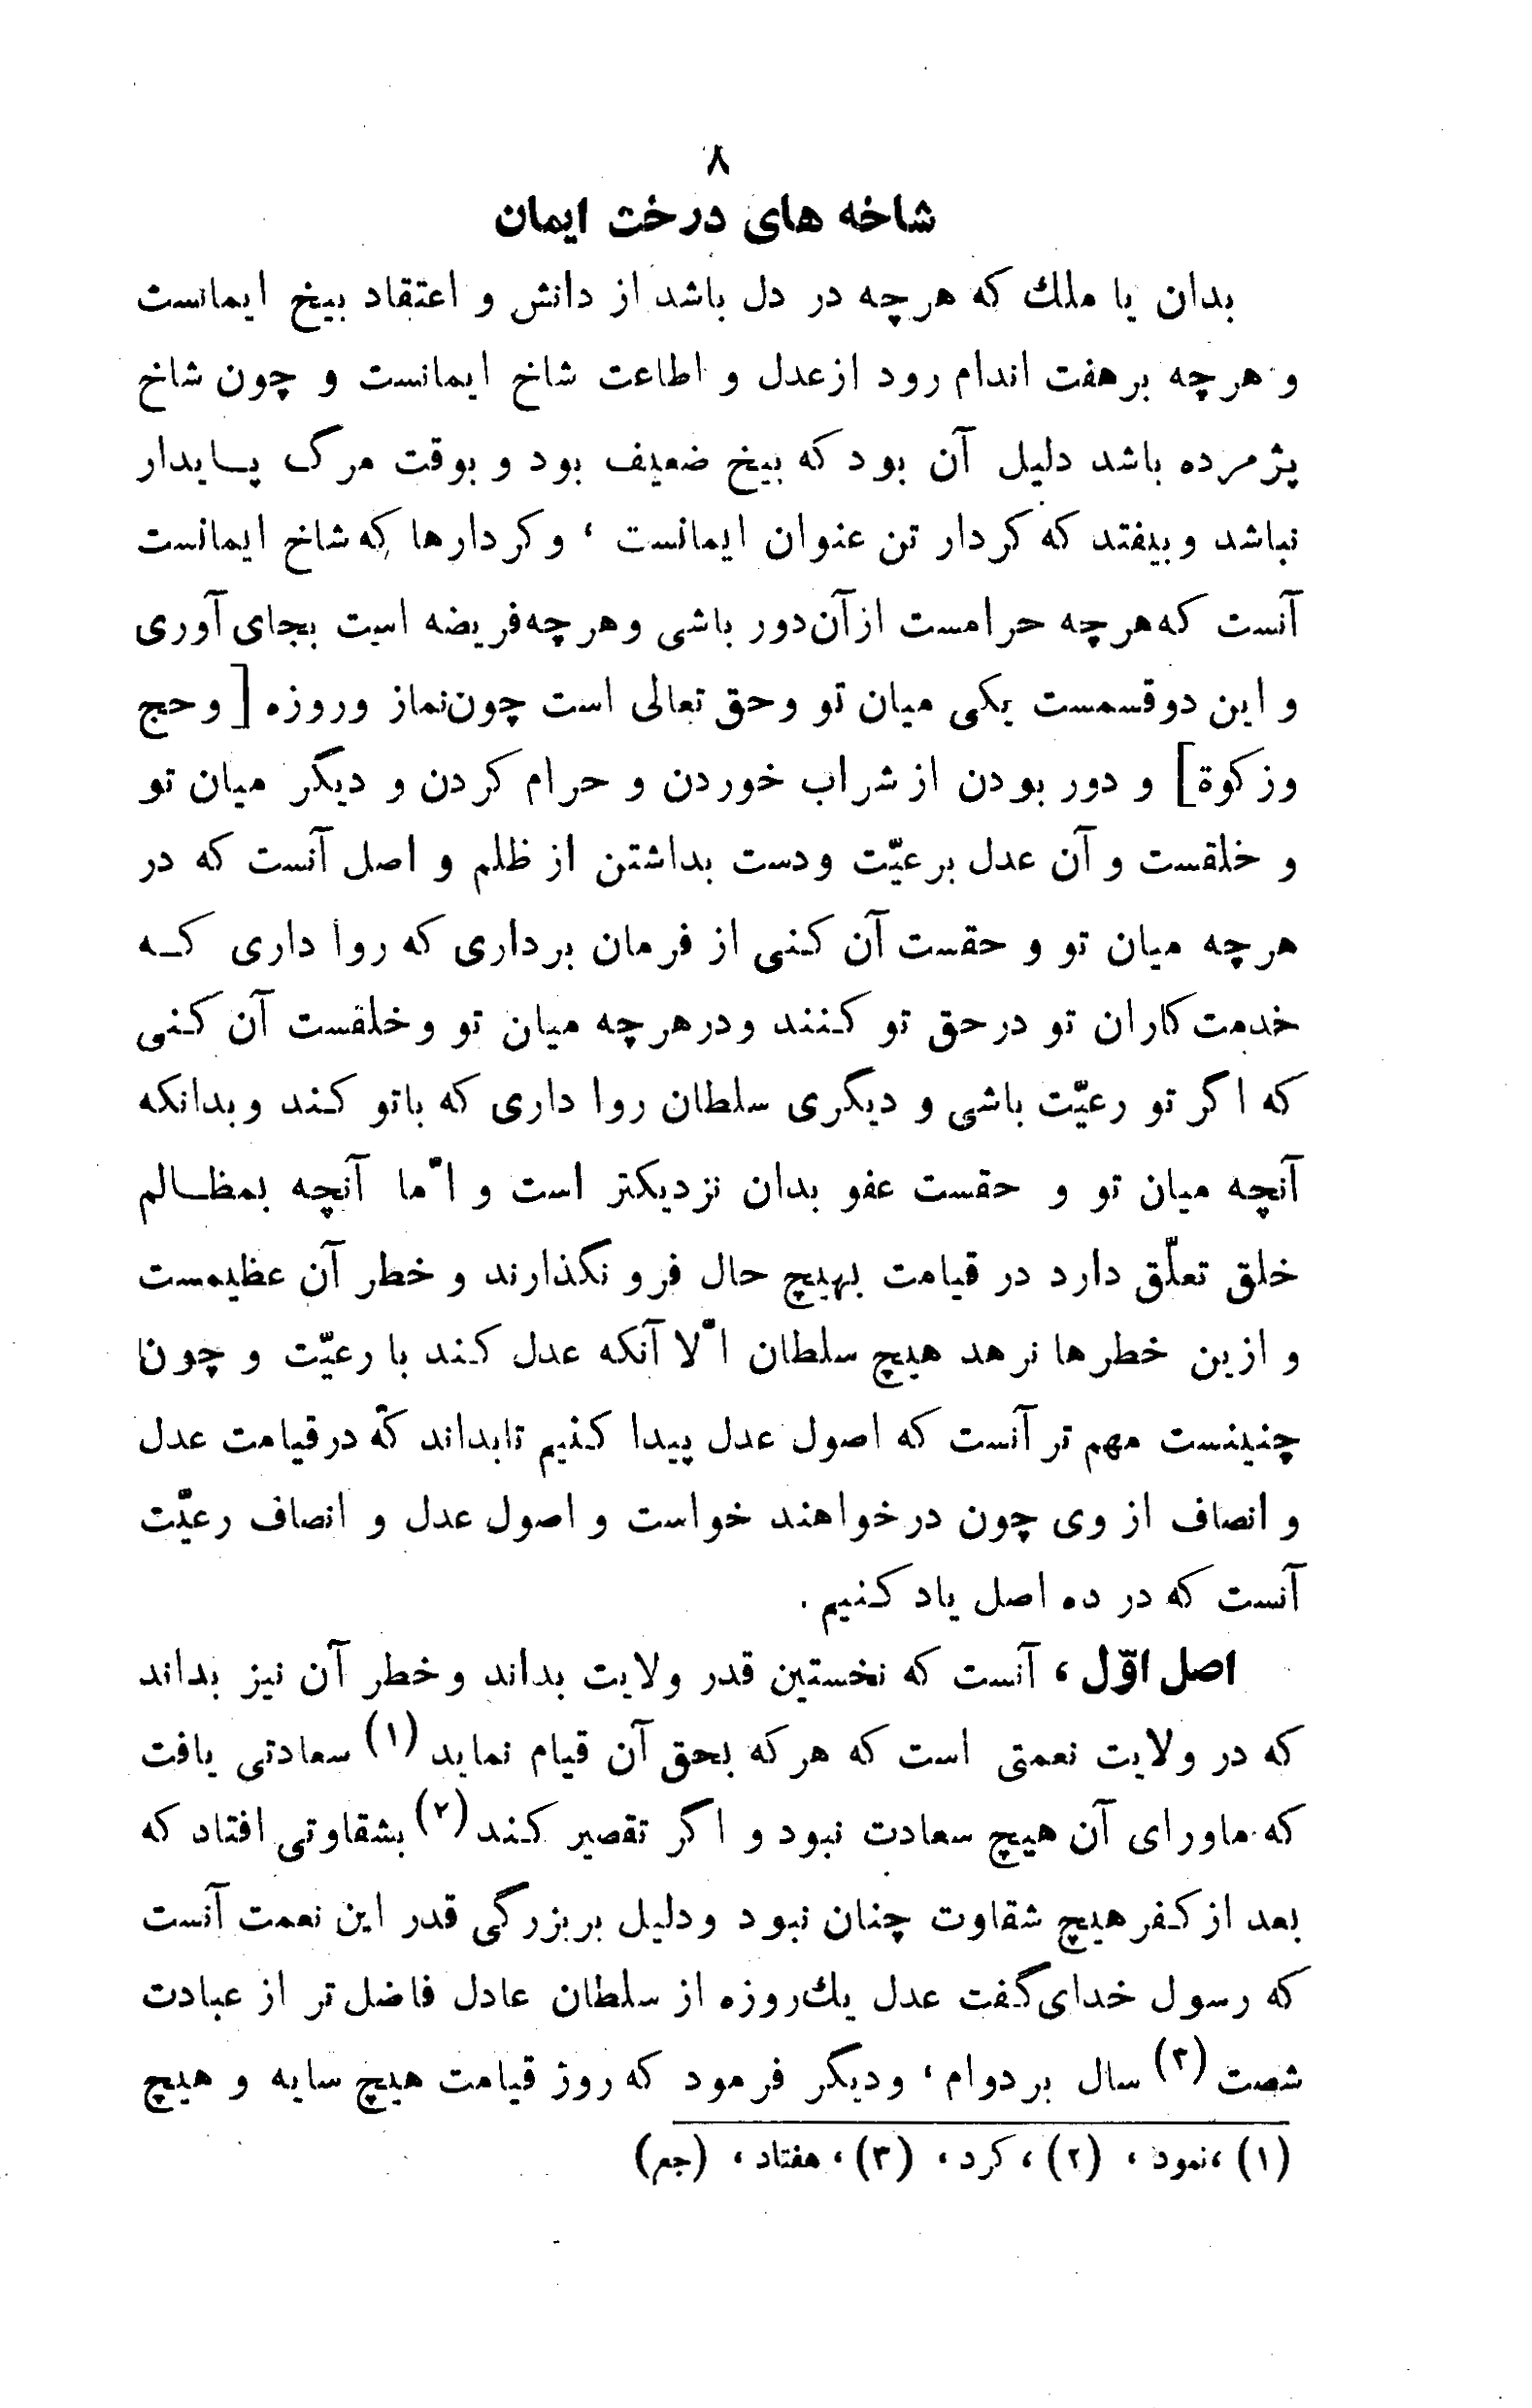 ۸
شاخه های درخت ایمان
بدان یا ملك که هرچه در دل باشد از دانش و اعتقاد بیخ ایمانست
و هرچه برهفت اندام رود ازعدل و اطاعت شاخ ایمانست و چون شاخ
پژمرده باشد دلیل آن بود که بیخ ضعیف بود و بوقت مرگ پـایدار
نباشد وبیفتد که کردار تن عنوان ایمانست ، وکردارها که شاخ ایمانست
آنست که هرچه حرامست ازآن دور باشی وهرچه فریضه است بجای آوری
و این دوقسمست یکی میان تو وحق تعالی است چون نماز وروزه [وحج
وزکوة] و دور بودن از شراب خوردن و حرام کردن و دیگر میان تو
و خلقست و آن عدل برعیّت ودست بداشتن از ظلم و اصل آنست که در
هرچه میان تو و حقست آن کنی از فرمان برداری که روا داری کـه
خدمت کاران تو درحق تو کنند ودرهرچه میان تو وخلقست آن کنی
که اگر تو رعیّت باشی و دیگری سلطان روا داری که باتو کند وبدانکه
آنچه میان تو و حقست عفو بدان نزدیکتر است و امّا آنچه بمظـالم
خلق تعلّق دارد در قیامت بهیچ حال فرو نگذارند و خطر آن عظیمست
و ازین خطرها نرهد هیچ سلطان الّا آنکه عدل کند با رعیّت و چون
چنینست مهم تر آنست که اصول عدل پیدا کنیم تابداند که درقیامت عدل
و انصاف از وی چون درخواهند خواست و اصول عدل و انصاف رعیّت
آنست که در ده اصل یاد کنیم .
اصل اوّل ، آنست که نخستین قدر ولایت بداند وخطر آن نیز بداند
که در ولایت نعمتی است که هرکه بحق آن قیام نماید (۱) سعادتی یافت
که ماورای آن هیچ سعادت نبود و اگر تقصیر کند (۲) بشقاوتی افتاد که
بعد از کفر هیچ شقاوت چنان نبود ودلیل بربزرگی قدر این نعمت آنست
که رسول خدای گفت عدل یك روزه از سلطان عادل فاضل تر از عبادت
شصت (۳) سال بر دوام ، ودیگر فرمود که روز قیامت هیچ سایه و هیچ
(۱) ،نمود ، (۲) ، کرد ، (۳) ، هفتاد ، (جم)